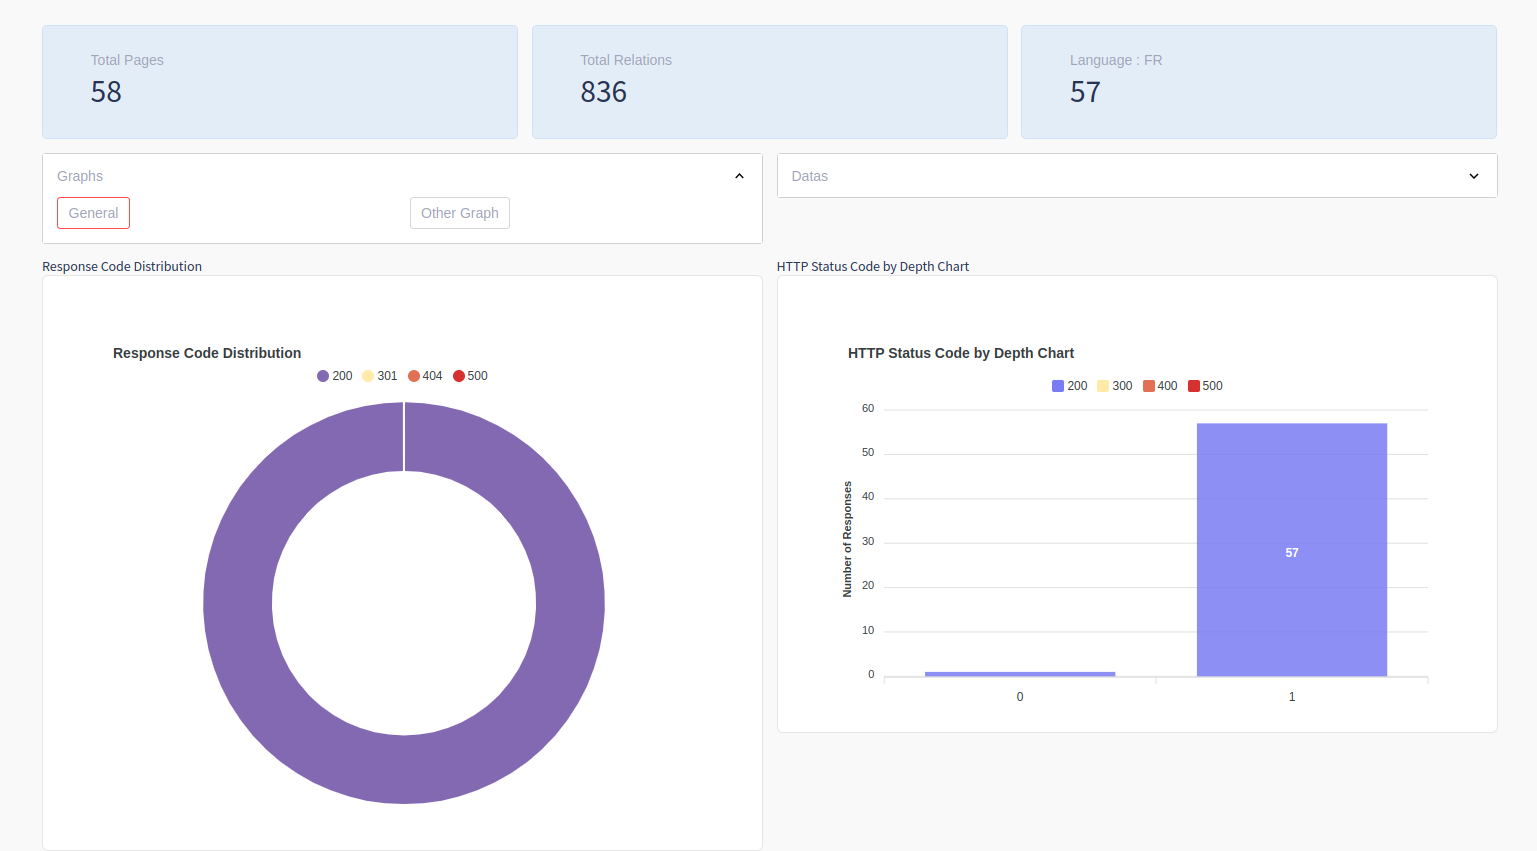 Total Pages
58
Total Relations
836
Language : FR
57
Graphs
General
Other Graph
Datas
Response Code Distribution
Response Code Distribution
200 301 404 500
HTTP Status Code by Depth Chart
HTTP Status Code by Depth Chart
200 300 400 500
Number of Responses
60
50
40
30
20
10
0
57
0 1